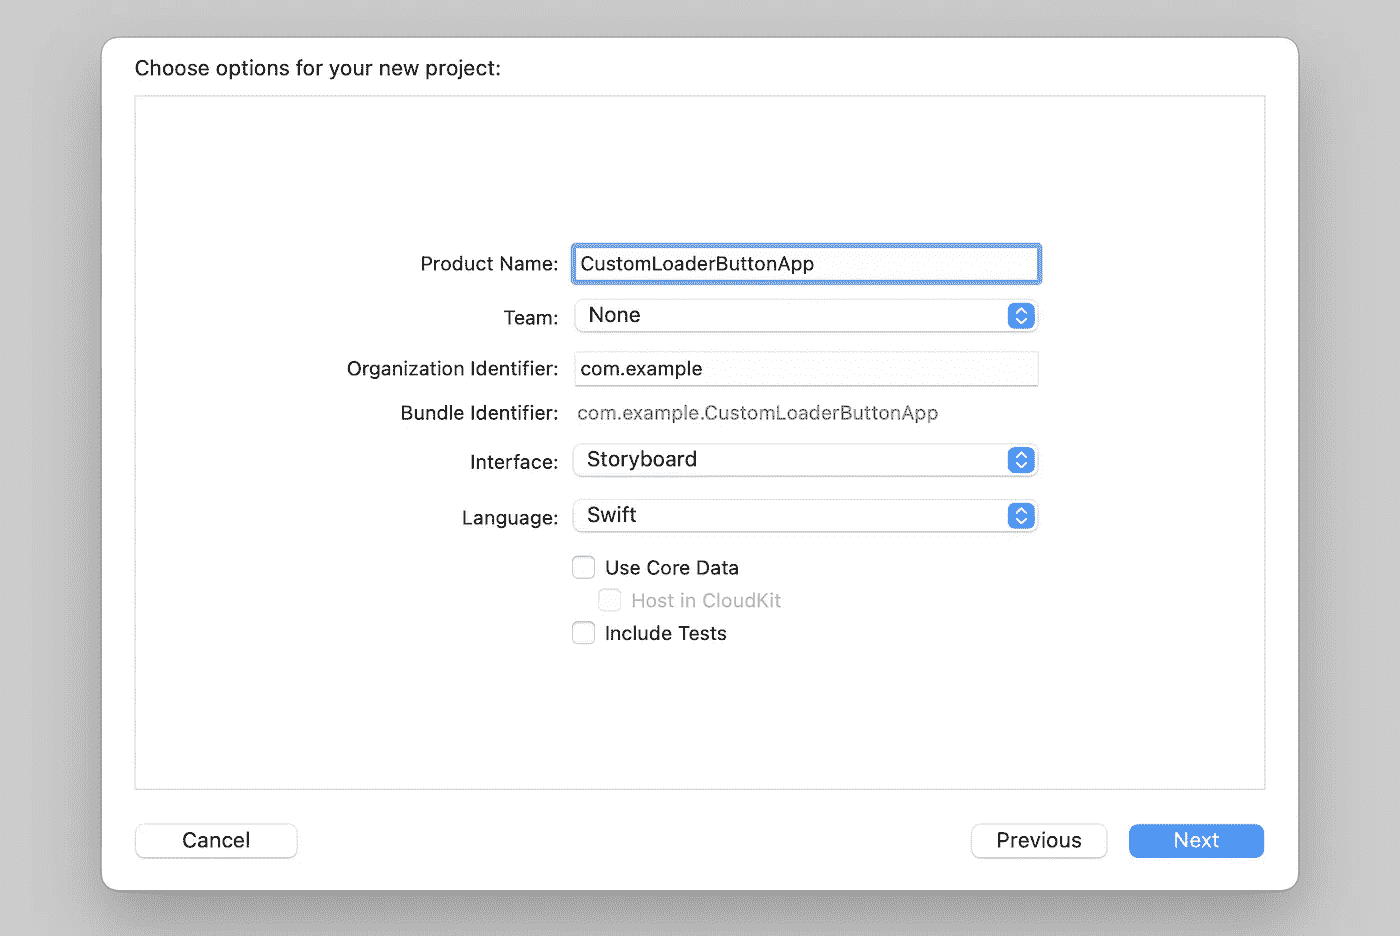 Choose options for your new project:
Product Name: CustomLoaderButtonApp
Team: None
Organization Identifier: com.example
Bundle Identifier: com.example.CustomLoaderButtonApp
Interface: Storyboard
Language: Swift
Use Core Data
Host in CloudKit
Include Tests
Cancel Previous Next